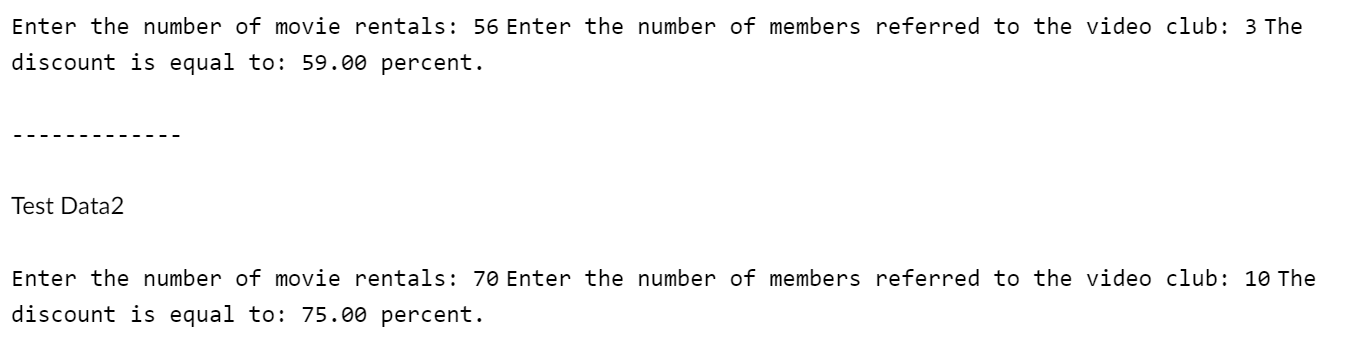 Enter the number of movie rentals: 56 Enter the number of members referred to the video club: 3 The
discount is equal to: 59.00 percent.
-------------
Test Data2
Enter the number of movie rentals: 70 Enter the number of members referred to the video club: 10 The
discount is equal to: 75.00 percent.